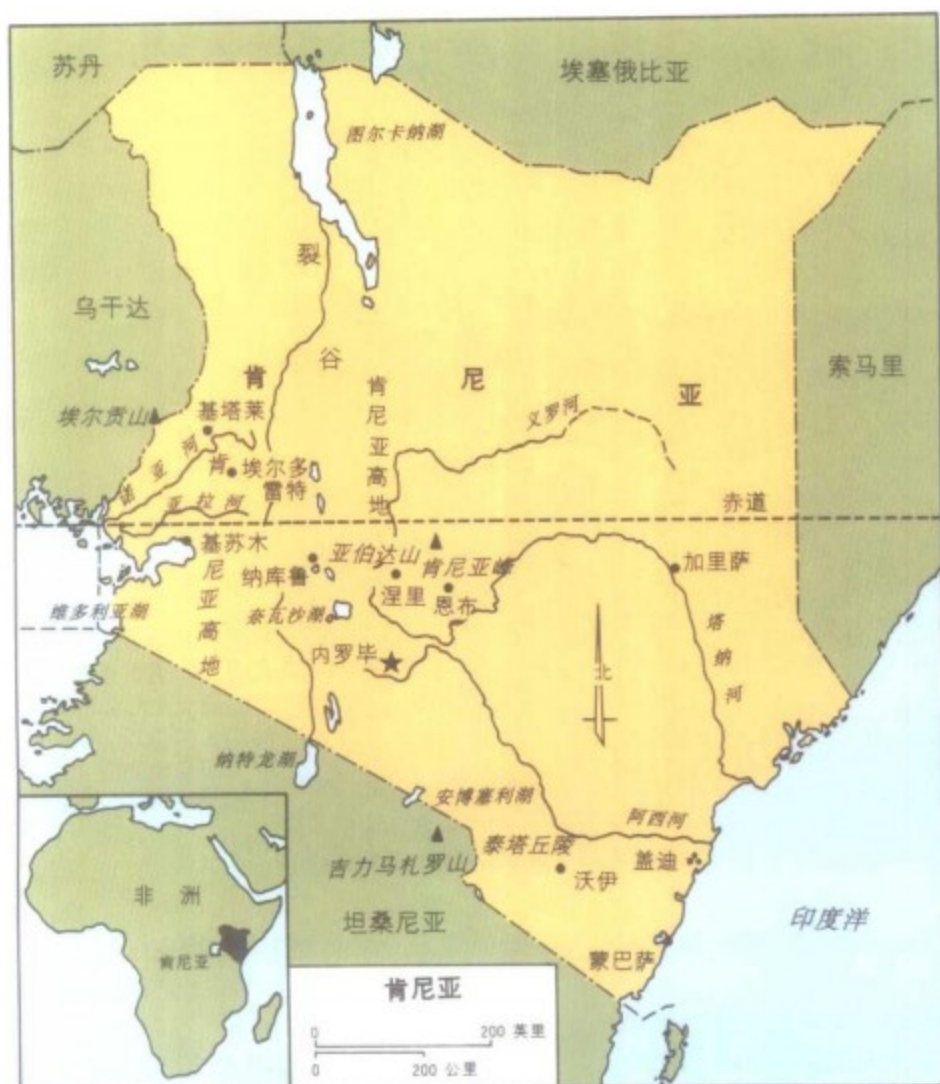 苏丹
埃塞俄比亚
图尔卡纳湖
裂
谷
乌干达
索马里
肯 尼 亚
肯尼亚高地
义罗河
埃尔贡山
基塔莱
诺亚河
肯
埃尔多
雷特
亚拉河
赤道
基苏木
亚伯达山
肯尼亚峰
加里萨
纳库鲁
涅里
恩布
尼亚高地
维多利亚湖
奈瓦沙湖
塔纳河
内罗毕
北
纳特龙湖
安博塞利湖
阿西河
泰塔丘陵
盖迪
吉力马札罗山
沃伊
坦桑尼亚
印度洋
蒙巴萨
非洲
肯尼亚
肯尼亚
0 200 英里
0 200 公里